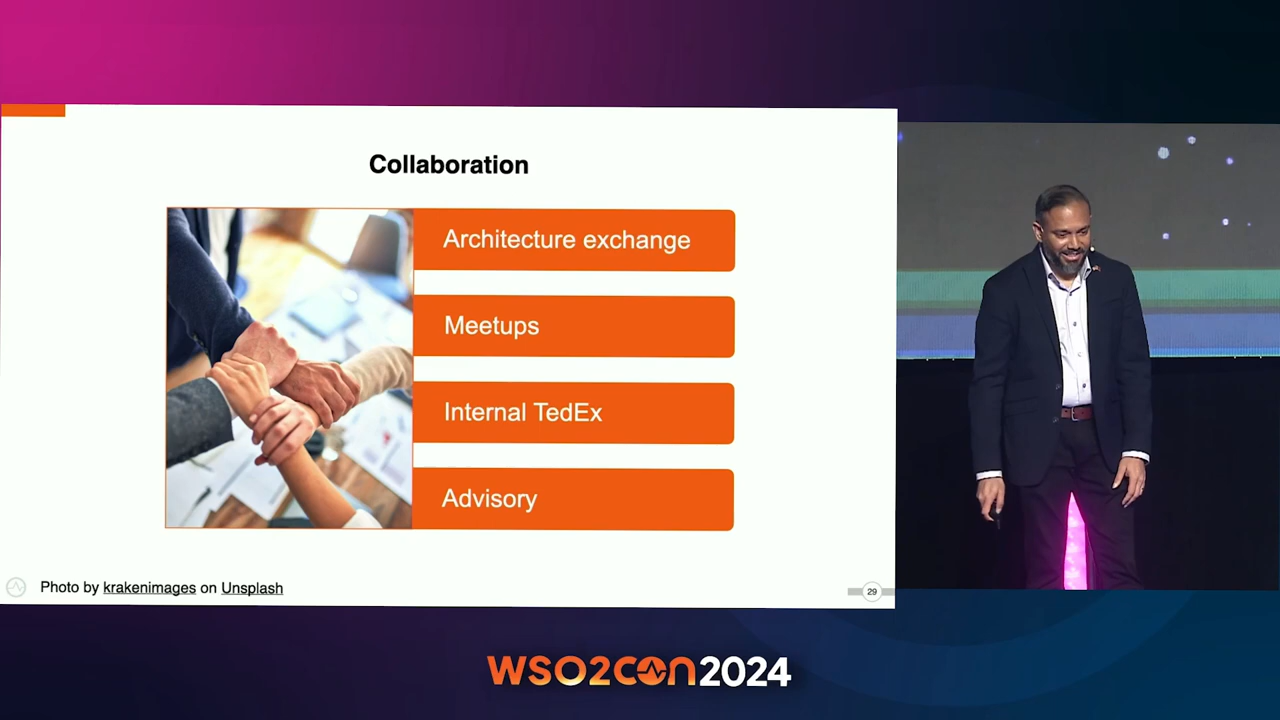 Collaboration
Architecture exchange
Meetups
Internal TedEx
Advisory
Photo by krakenimages on Unsplash
29
WSO2CON2024